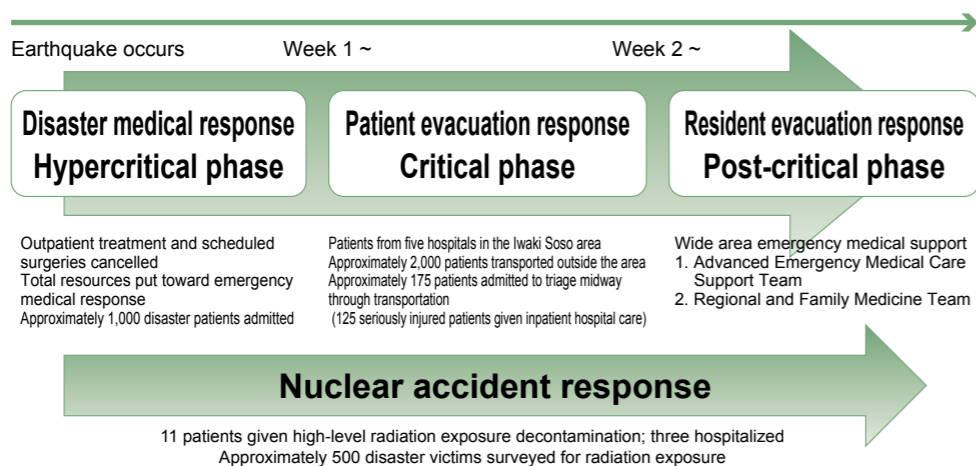 Earthquake occurs
Week 1 ~
Week 2 ~
Disaster medical response
Hypercritical phase
Patient evacuation response
Critical phase
Resident evacuation response
Post-critical phase
Outpatient treatment and scheduled
surgeries cancelled
Total resources put toward emergency
medical response
Approximately 1,000 disaster patients admitted
Patients from five hospitals in the Iwaki Soso area
Approximately 2,000 patients transported outside the area
Approximately 175 patients admitted to triage midway
through transportation
(125 seriously injured patients given inpatient hospital care)
Wide area emergency medical support
1. Advanced Emergency Medical Care
Support Team
2. Regional and Family Medicine Team
Nuclear accident response
11 patients given high-level radiation exposure decontamination; three hospitalized
Approximately 500 disaster victims surveyed for radiation exposure